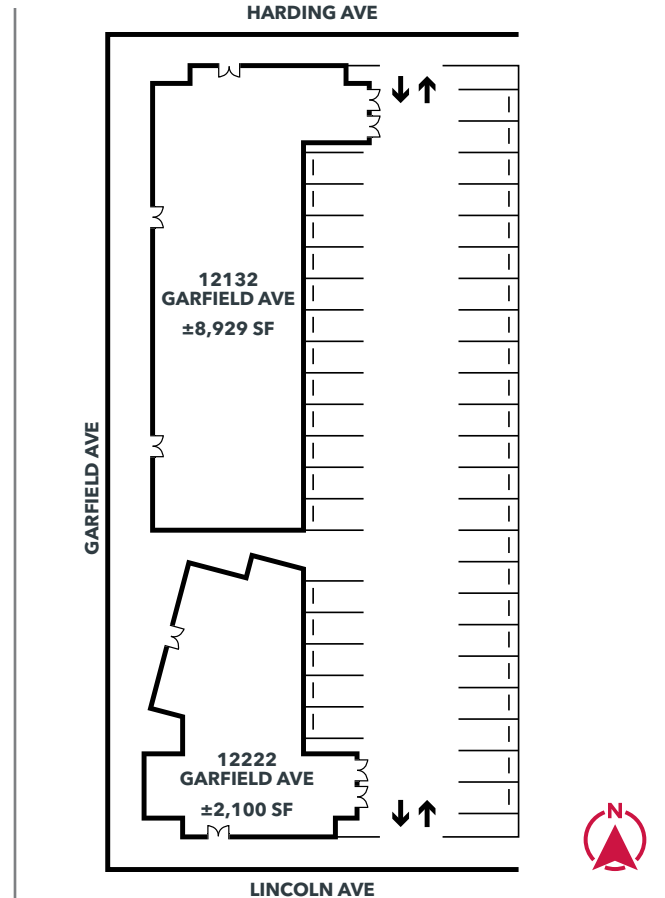 HARDING AVE
12132
GARFIELD AVE
±8,929 SF
GARFIELD AVE
12222
GARFIELD AVE
±2,100 SF
N
LINCOLN AVE